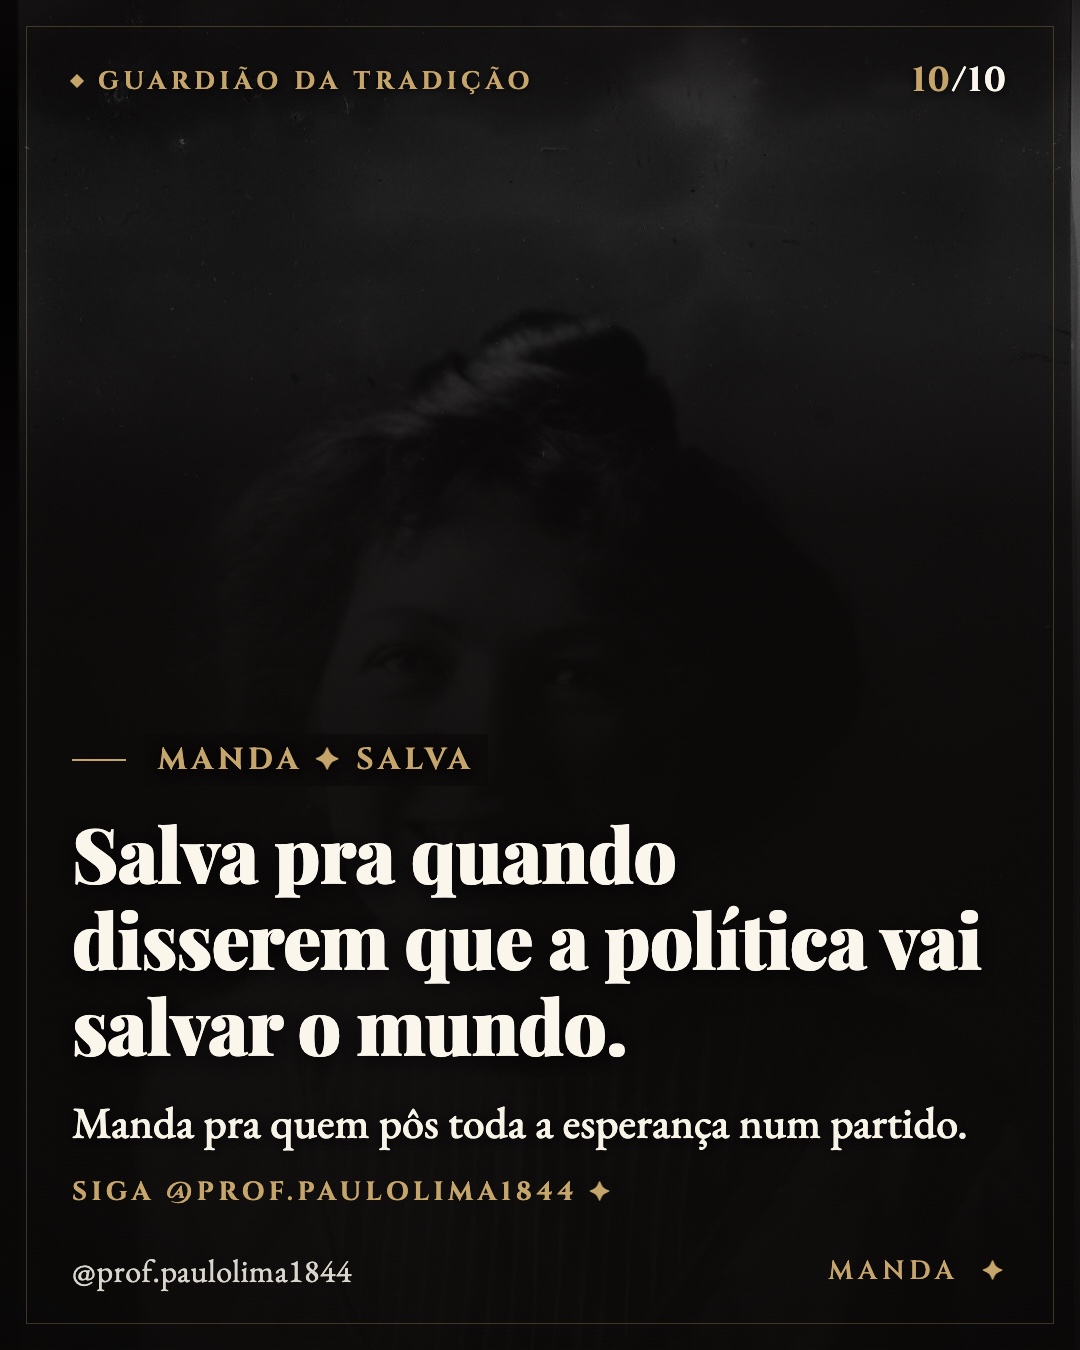 ◆ GUARDIÃO DA TRADIÇÃO
10/10
MANDA ✦ SALVA
Salva pra quando
disserem que a política vai
salvar o mundo.
Manda pra quem pôs toda a esperança num partido.
SIGA @PROF.PAULOLIMA1844 ✦
@prof.paulolima1844
MANDA ✦